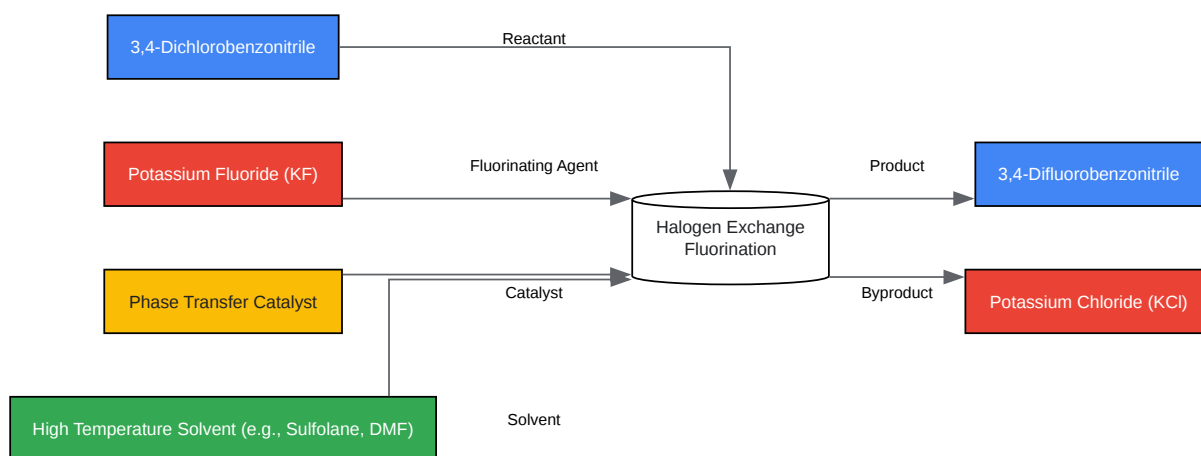 3,4-Dichlorobenzonitrile
Reactant
Potassium Fluoride (KF)
Fluorinating Agent
Product
3,4-Difluorobenzonitrile
Halogen Exchange
Fluorination
Phase Transfer Catalyst
Catalyst
Byproduct
Potassium Chloride (KCl)
High Temperature Solvent (e.g., Sulfolane, DMF)
Solvent